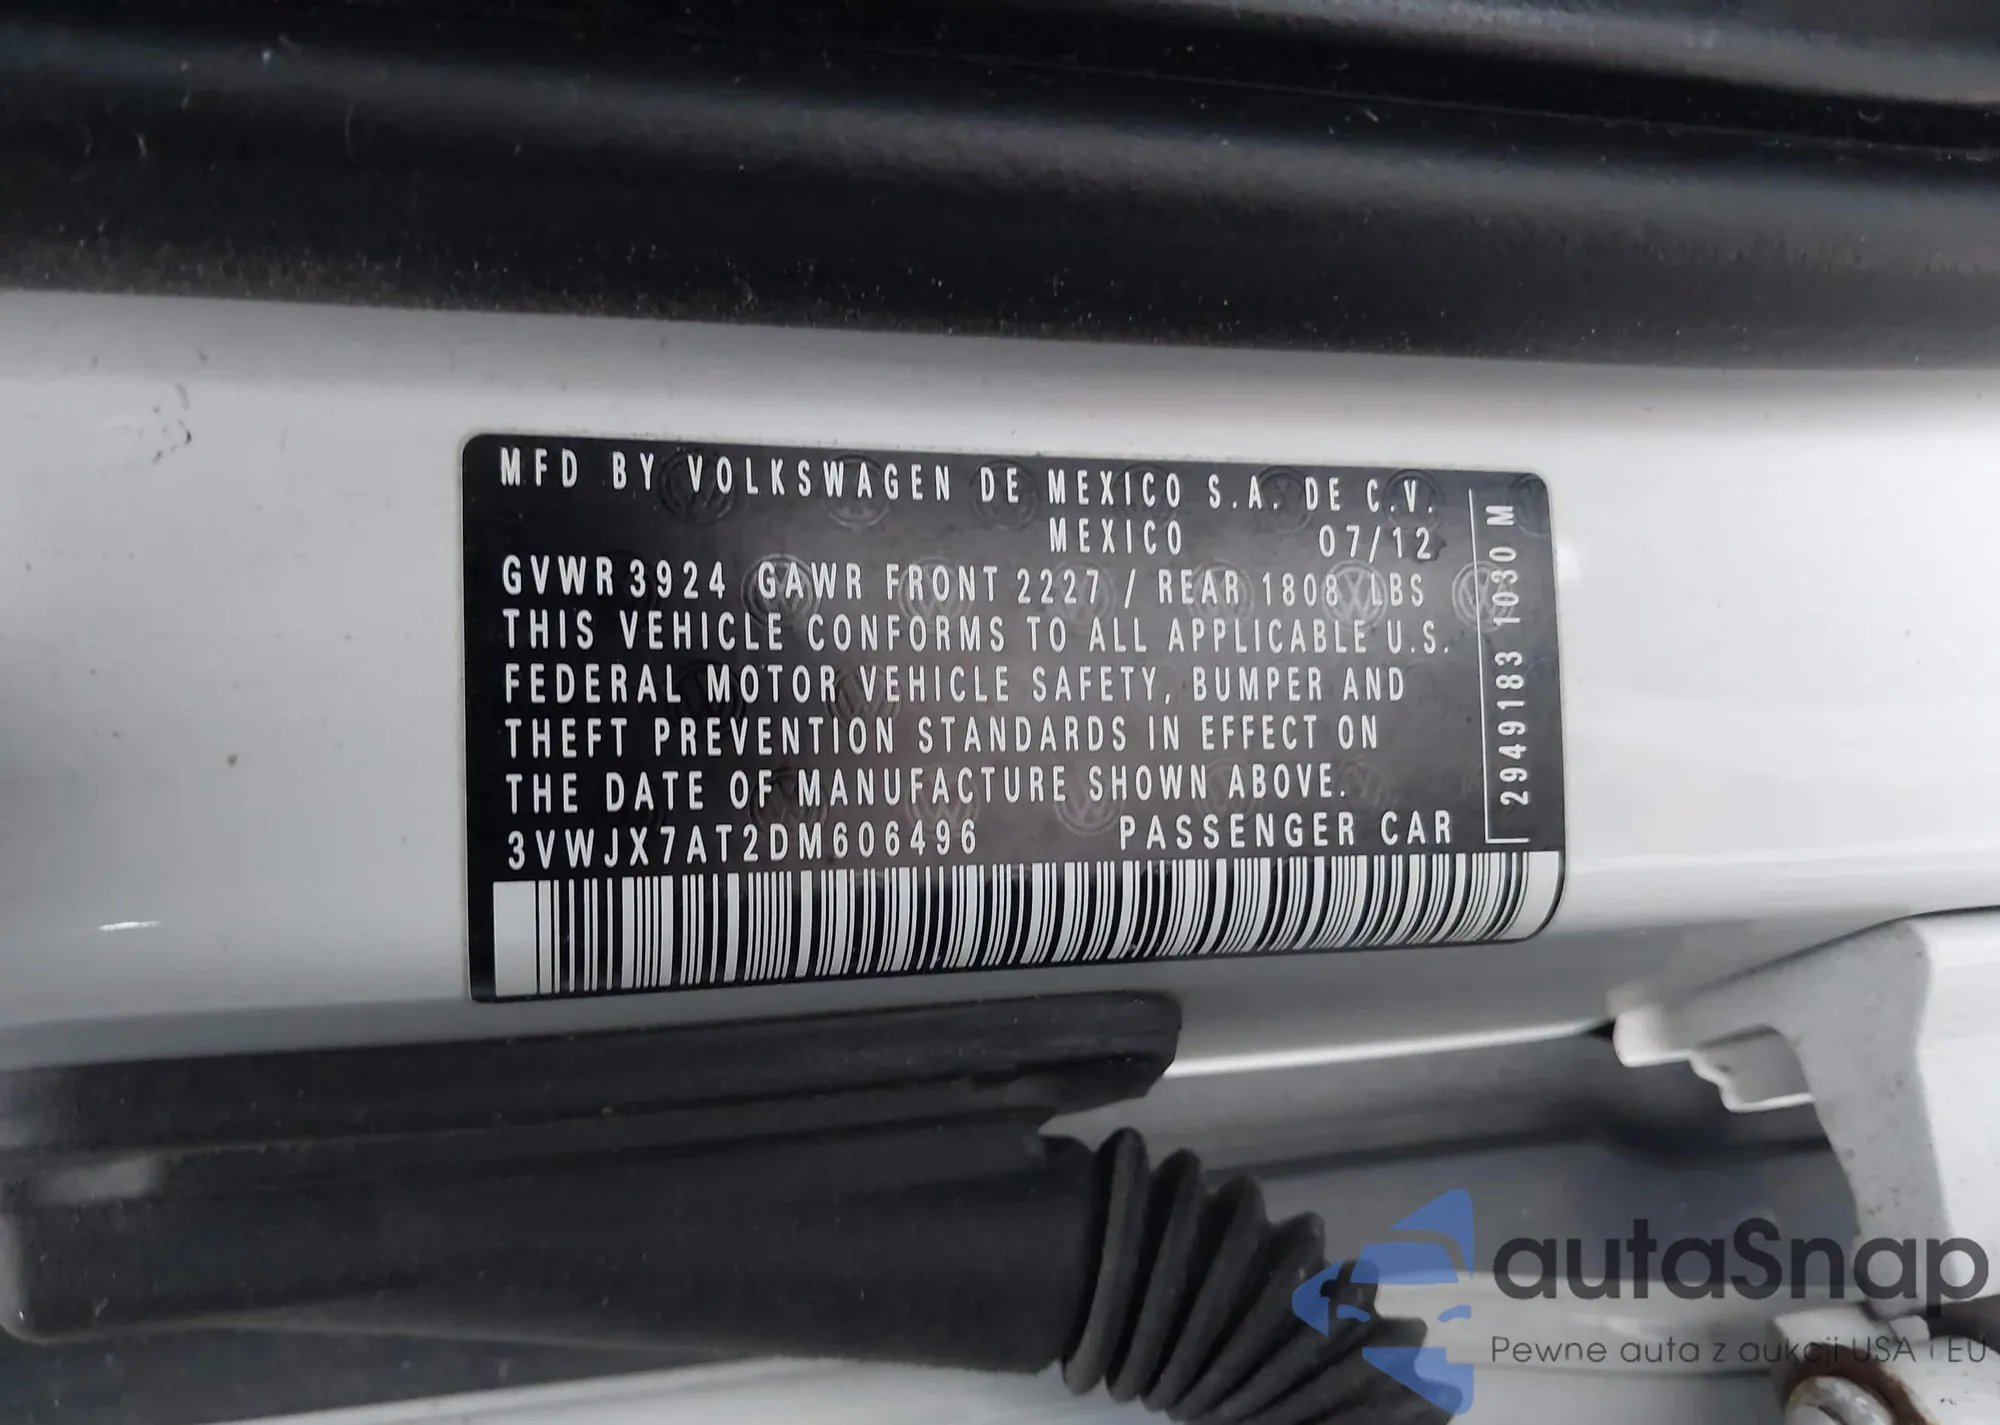 MFD BY VOLKSWAGEN DE MEXICO S.A. DE C.V.
MEXICO 07/12
GVWR 3924 GAWR FRONT 2227 / REAR 1808 LBS
THIS VEHICLE CONFORMS TO ALL APPLICABLE U.S.
FEDERAL MOTOR VEHICLE SAFETY, BUMPER AND
THEFT PREVENTION STANDARDS IN EFFECT ON
THE DATE OF MANUFACTURE SHOWN ABOVE.
3VWJX7AT2DM606496 PASSENGER CAR
2949183 1030 M
autaSnap
Pewne auta z aukcji USA i EU